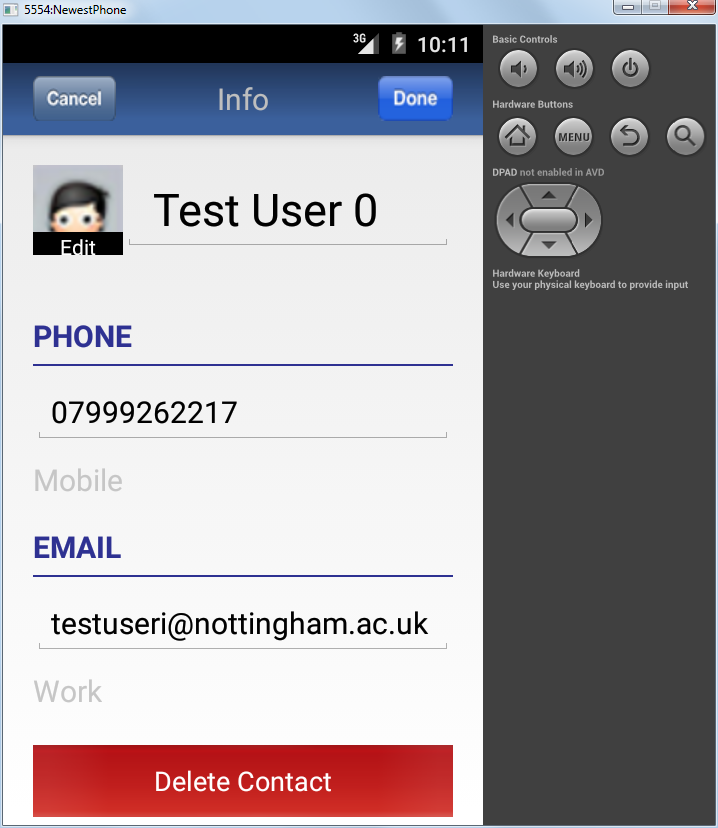 5554:NewestPhone
3G 10:11
Cancel Info Done
Test User 0
Edit
PHONE
07999262217
Mobile
EMAIL
testuseri@nottingham.ac.uk
Work
Delete Contact
Basic Controls
Hardware Buttons
MENU
DPAD not enabled in AVD
Hardware Keyboard
Use your physical keyboard to provide input